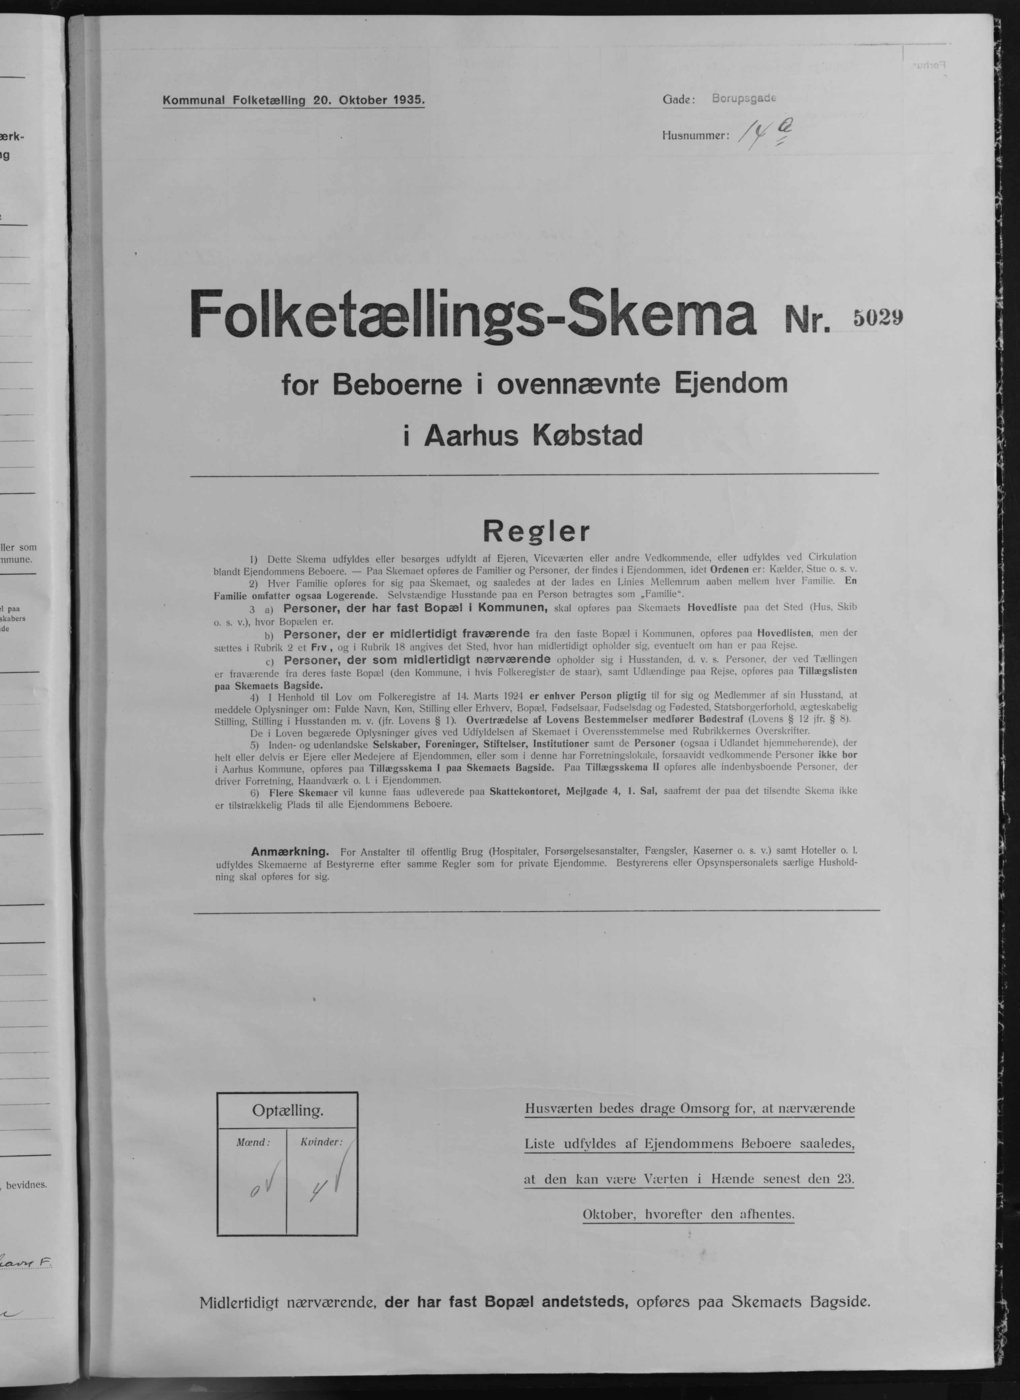 Kommunal Folketælling 20. Oktober 1935.
Gade: Borupsgade
Husnummer: 14 a
Folketællings-Skema Nr. 5029
for Beboerne i ovennævnte Ejendom
i Aarhus Købstad
Regler
1) Dette Skema udfyldes eller besørges udfyldt af Ejeren, Viceværten eller andre Vedkommende, eller udfyldes ved Cirkulation
blandt Ejendommens Beboere. — Paa Skemaet opføres de Familier og Personer, der findes i Ejendommen, idet Ordenen er: Kælder, Stue o. s. v.
2) Hver Familie opføres for sig paa Skemaet, og saaledes at der lades en Linies Mellemrum aaben mellem hver Familie. En
Familie omfatter ogsaa Logerende. Selvstændige Husstande paa en Person betragtes som „Familie“.
3 a) Personer, der har fast Bopæl i Kommunen, skal opføres paa Skemaets Hovedliste paa det Sted (Hus, Skib
o. s. v.), hvor Bopælen er.
b) Personer, der er midlertidigt fraværende fra den faste Bopæl i Kommunen, opføres paa Hovedlisten, men der
sættes i Rubrik 2 et Frv., og i Rubrik 18 angives det Sted, hvor han midlertidigt opholder sig, eventuelt om han er paa Rejse.
c) Personer, der som midlertidigt nærværende opholder sig i Husstanden, d. v. s. Personer, der ved Tællingen
er fraværende fra deres faste Bopæl (den Kommune, i hvis Folkeregister de staar), samt Udlændinge paa Rejse, opføres paa Tillægslisten
paa Skemaets Bagside.
4) I Henhold til Lov om Folkeregistre af 14. Marts 1924 er enhver Person pligtig til for sig og Medlemmer af sin Husstand, at
meddele Oplysninger om: Fulde Navn, Køn, Stilling eller Erhverv, Bopæl, Fødselsaar, Fødselsdag og Fødested, Statsborgerforhold, ægteskabelig
Stilling, Stilling i Husstanden m. v. (jfr. Lovens § 1). Overtrædelse af Lovens Bestemmelser medfører Bødestraf (Lovens § 12 jfr. § 8).
De i Loven begærede Oplysninger gives ved Udfyldelsen af Skemaet i Overensstemmelse med Rubrikkernes Overskrifter.
5) Inden- og udenlandske Selskaber, Foreninger, Stiftelser, Institutioner samt de Personer (ogsaa i Udlandet hjemmehørende), der
helt eller delvis er Ejere eller Medejere af Ejendommen, eller som i denne har Forretningslokale, forsaavidt vedkommende Personer ikke bor
i Aarhus Kommune, opføres paa Tillægsskema I paa Skemaets Bagside. Paa Tillægsskema II opføres alle indenbysboende Personer, der
driver Forretning, Haandværk o. l. i Ejendommen.
6) Flere Skemaer vil kunne faas udleverede paa Skattekontoret, Mejlgade 4, 1. Sal, saafremt der paa det tilsendte Skema ikke
er tilstrækkelig Plads til alle Ejendommens Beboere.
Anmærkning. For Anstalter til offentlig Brug (Hospitaler, Forsørgelsesanstalter, Fængsler, Kaserner o. s. v.) samt Hoteller o. l.
udfyldes Skemaerne af Bestyrerne efter samme Regler som for private Ejendomme. Bestyrerens eller Opsynspersonalets særlige Hushold-
ning skal opføres for sig.
Optælling.
Mænd: Kvinder:
0 4
Husværten bedes drage Omsorg for, at nærværende
Liste udfyldes af Ejendommens Beboere saaledes,
at den kan være Værten i Hænde senest den 23.
Oktober, hvorefter den afhentes.
Midlertidigt nærværende, der har fast Bopæl andetsteds, opføres paa Skemaets Bagside.